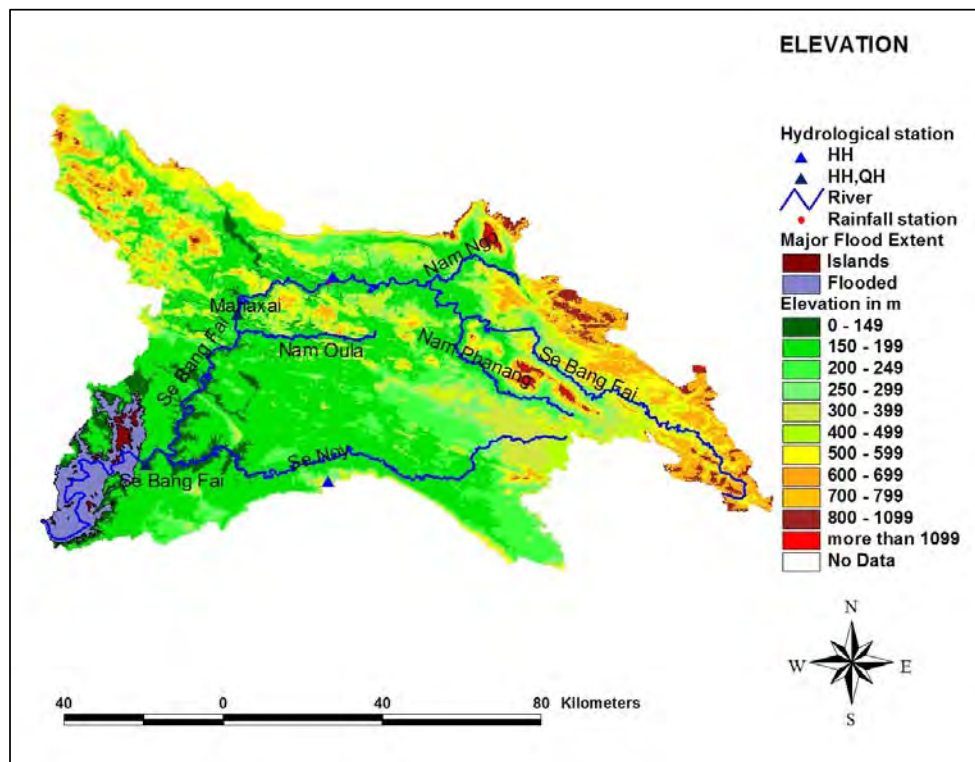 ELEVATION
Hydrological station
HH
HH,QH
River
Rainfall station
Major Flood Extent
Islands
Flooded
Elevation in m
0 - 149
150 - 199
200 - 249
250 - 299
300 - 399
400 - 499
500 - 599
600 - 699
700 - 799
800 - 1099
more than 1099
No Data
Nam Ngo
Mahaxai
Se Bang Fai
Nam Oula
Nam Phanang
Se Bang Fai
Se Noy
Se Bang Fai
N
W E
S
40 0 40 80 Kilometers